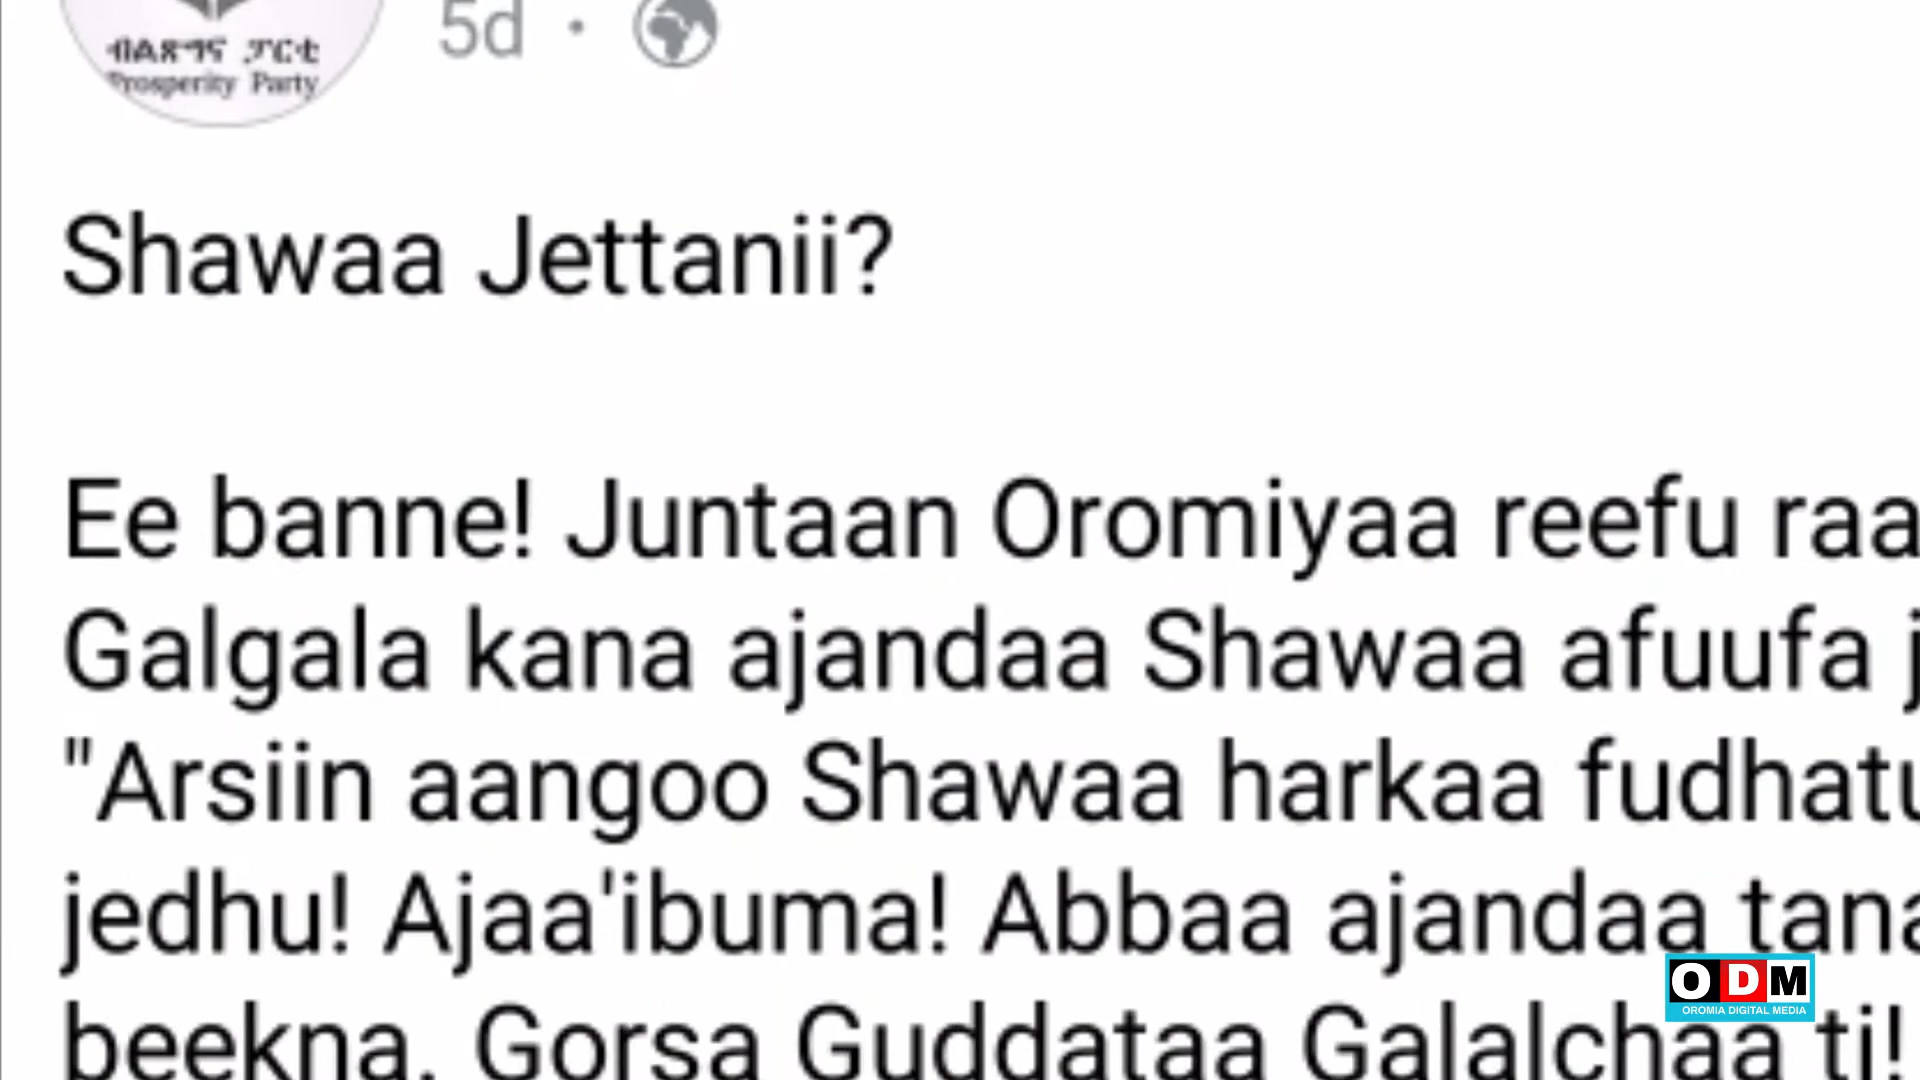 ብልጽግና ፓርቲ
Prosperity Party
5d ·
Shawaa Jettanii?
Ee banne! Juntaan Oromiyaa reefu raa
Galgala kana ajandaa Shawaa afuufa j
"Arsiin aangoo Shawaa harkaa fudhatu
jedhu! Ajaa'ibuma! Abbaa ajandaa tana
beekna. Gorsa Guddataa Galalchaa ti!
ODM
OROMIA DIGITAL MEDIA